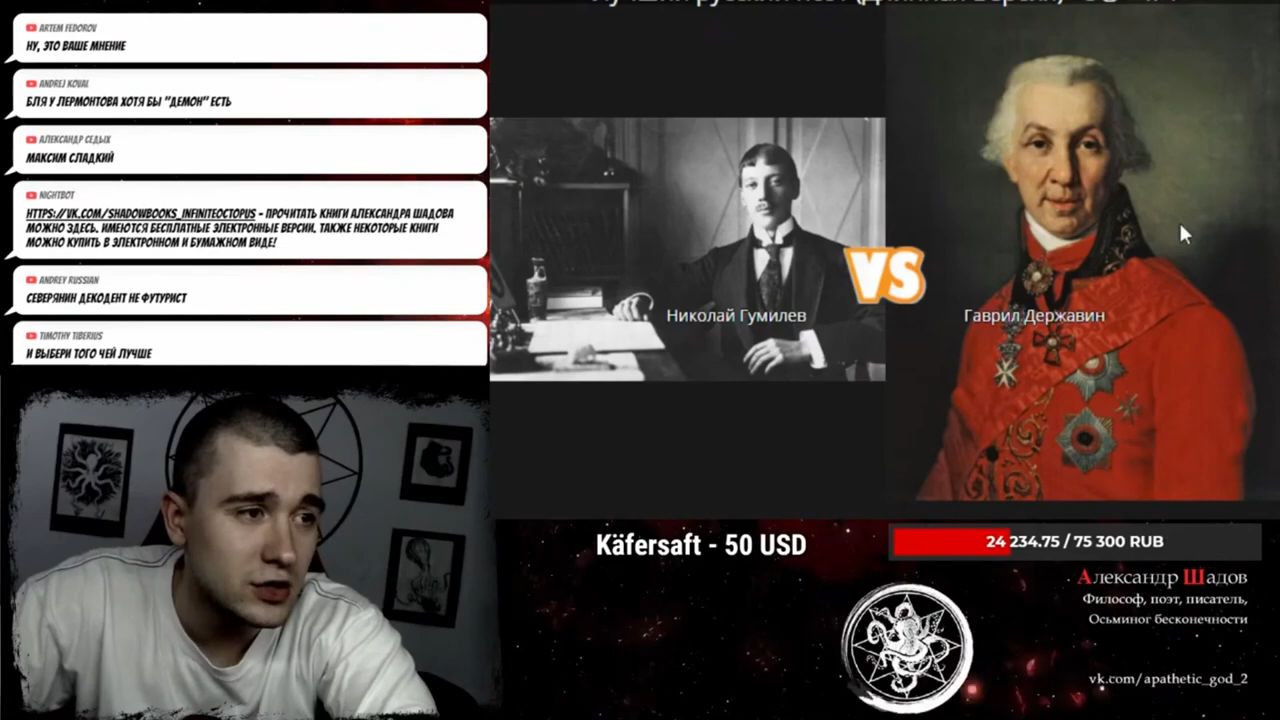 ARTEM FEDOROV
НУ, ЭТО ВАШЕ МНЕНИЕ
ANDREJ KOVAL
БЛЯ У ЛЕРМОНТОВА ХОТЯ БЫ "ДЕМОН" ЕСТЬ
АЛЕКСАНДР СЕДЫХ
МАКСИМ СЛАДКИЙ
NIGHTBOT
HTTPS://VK.COM/SHADOWBOOKS_INFINITEOCTOPUS - ПРОЧИТАТЬ КНИГИ АЛЕКСАНДРА ШАДОВА
МОЖНО ЗДЕСЬ. ИМЕЮТСЯ БЕСПЛАТНЫЕ ЭЛЕКТРОННЫЕ ВЕРСИИ. ТАКЖЕ НЕКОТОРЫЕ КНИГИ
МОЖНО КУПИТЬ В ЭЛЕКТРОННОМ И БУМАЖНОМ ВИДЕ!
ANDREY RUSSIAN
СЕВЕРЯНИН ДЕКОДЕНТ НЕ ФУТУРИСТ
TIMOTHY TIBERIUS
И ВЫБЕРИ ТОГО ЧЕЙ ЛУЧШЕ
VS
Николай Гумилев
Гаврил Державин
Käfersaft - 50 USD
24 234.75 / 75 300 RUB
Александр Шадов
Философ, поэт, писатель,
Осьминог бесконечности
vk.com/apathetic_god_2